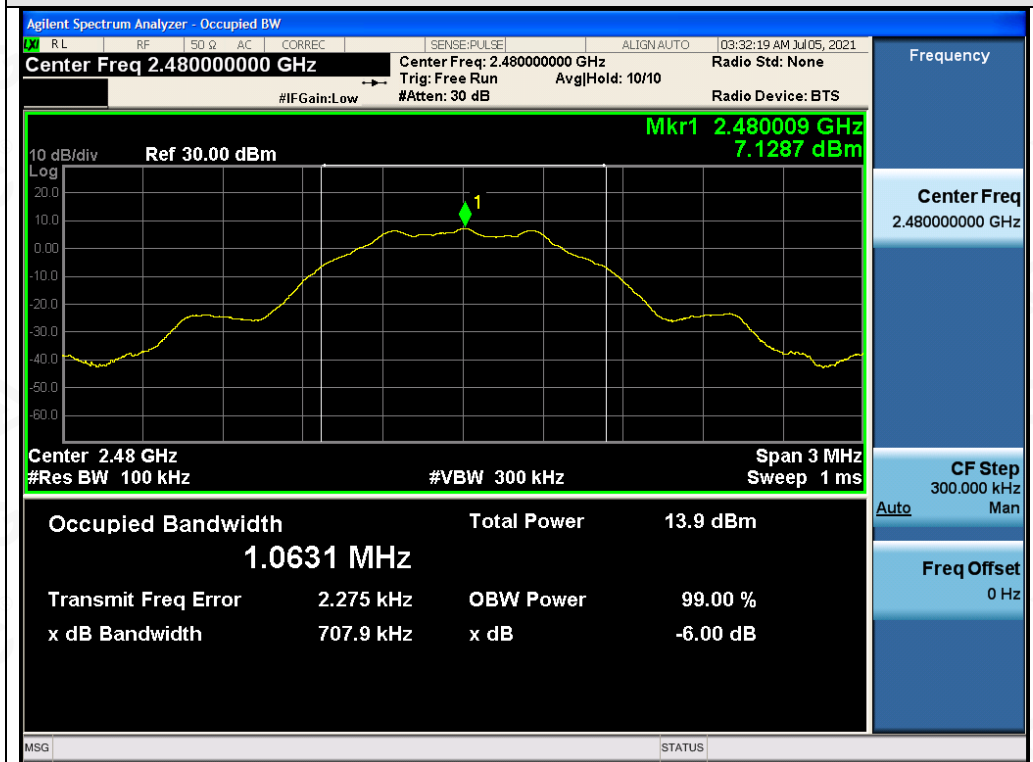 Agilent Spectrum Analyzer - Occupied BW
LXI RL RF 50 Ω AC CORREC SENSE:PULSE ALIGN AUTO 03:32:19 AM Jul 05, 2021
Center Freq 2.480000000 GHz
Center Freq: 2.480000000 GHz
Radio Std: None
Trig: Free Run Avg|Hold: 10/10
#IFGain:Low
#Atten: 30 dB
Radio Device: BTS
Mkr1 2.480009 GHz
7.1287 dBm
10 dB/div Ref 30.00 dBm
Log
20.0
10.0
0.00
-10.0
-20.0
-30.0
-40.0
-50.0
-60.0
1
Center 2.48 GHz
Span 3 MHz
#Res BW 100 kHz
#VBW 300 kHz
Sweep 1 ms
Occupied Bandwidth
Total Power 13.9 dBm
1.0631 MHz
Transmit Freq Error 2.275 kHz
OBW Power 99.00 %
x dB Bandwidth 707.9 kHz
x dB -6.00 dB
Frequency
Center Freq
2.480000000 GHz
CF Step
300.000 kHz
Auto Man
Freq Offset
0 Hz
MSG
STATUS